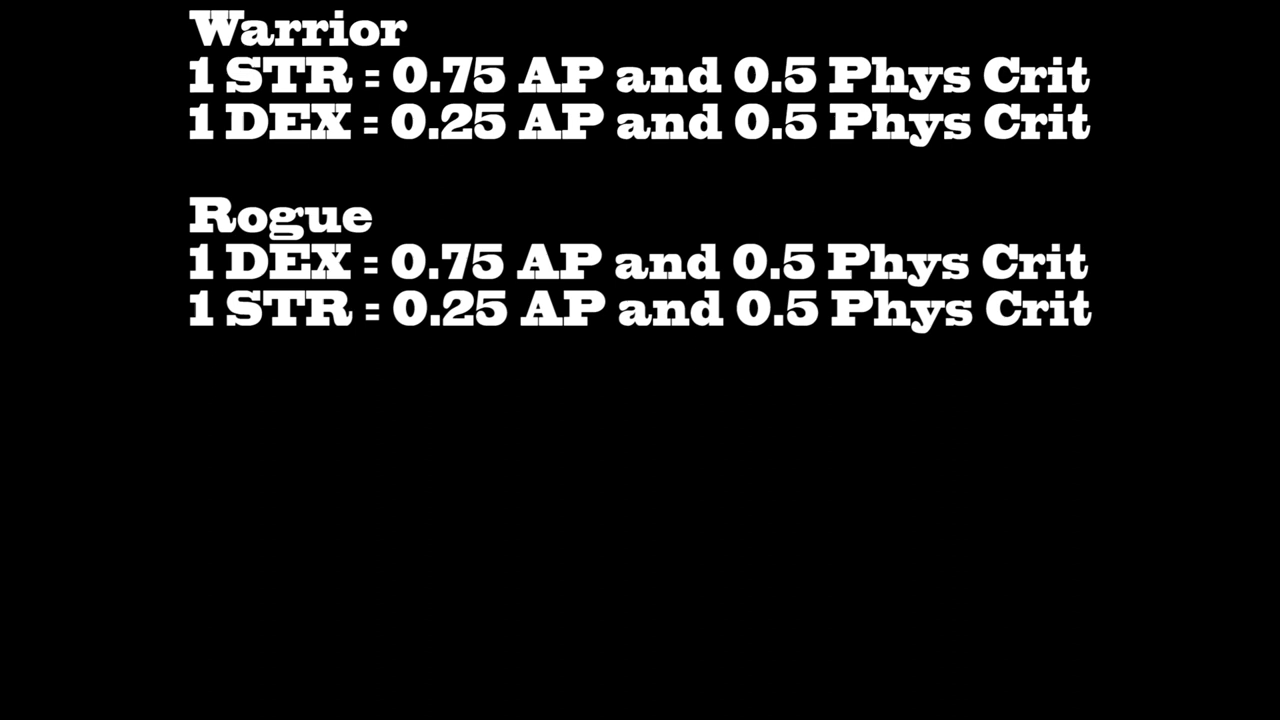 Warrior
1 STR = 0.75 AP and 0.5 Phys Crit
1 DEX = 0.25 AP and 0.5 Phys Crit
Rogue
1 DEX = 0.75 AP and 0.5 Phys Crit
1 STR = 0.25 AP and 0.5 Phys Crit